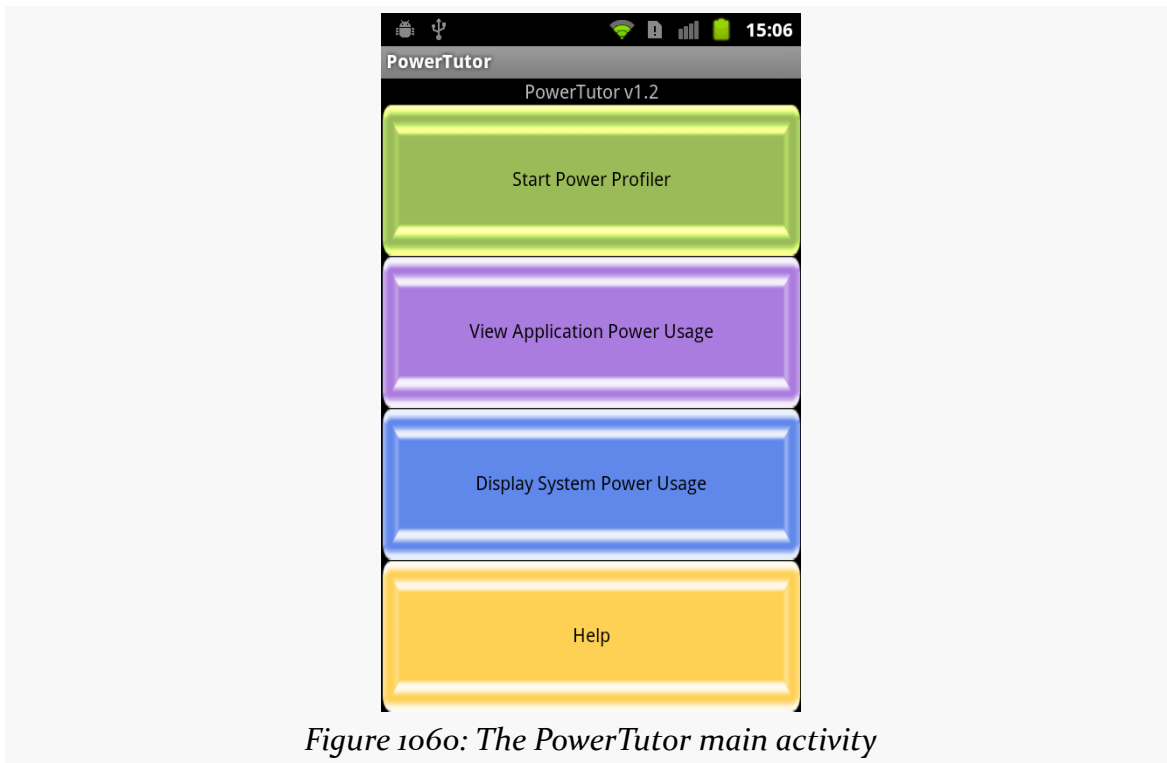 15:06
PowerTutor
PowerTutor v1.2
Start Power Profiler
View Application Power Usage
Display System Power Usage
Help
Figure 1060: The PowerTutor main activity